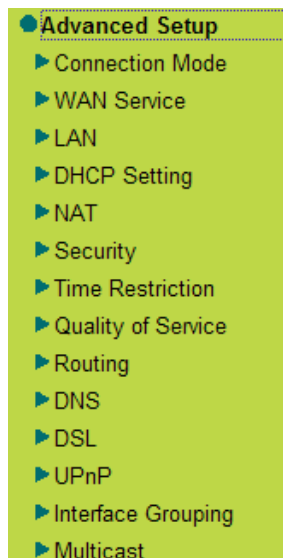 Advanced Setup
Connection Mode
WAN Service
LAN
DHCP Setting
NAT
Security
Time Restriction
Quality of Service
Routing
DNS
DSL
UPnP
Interface Grouping
Multicast